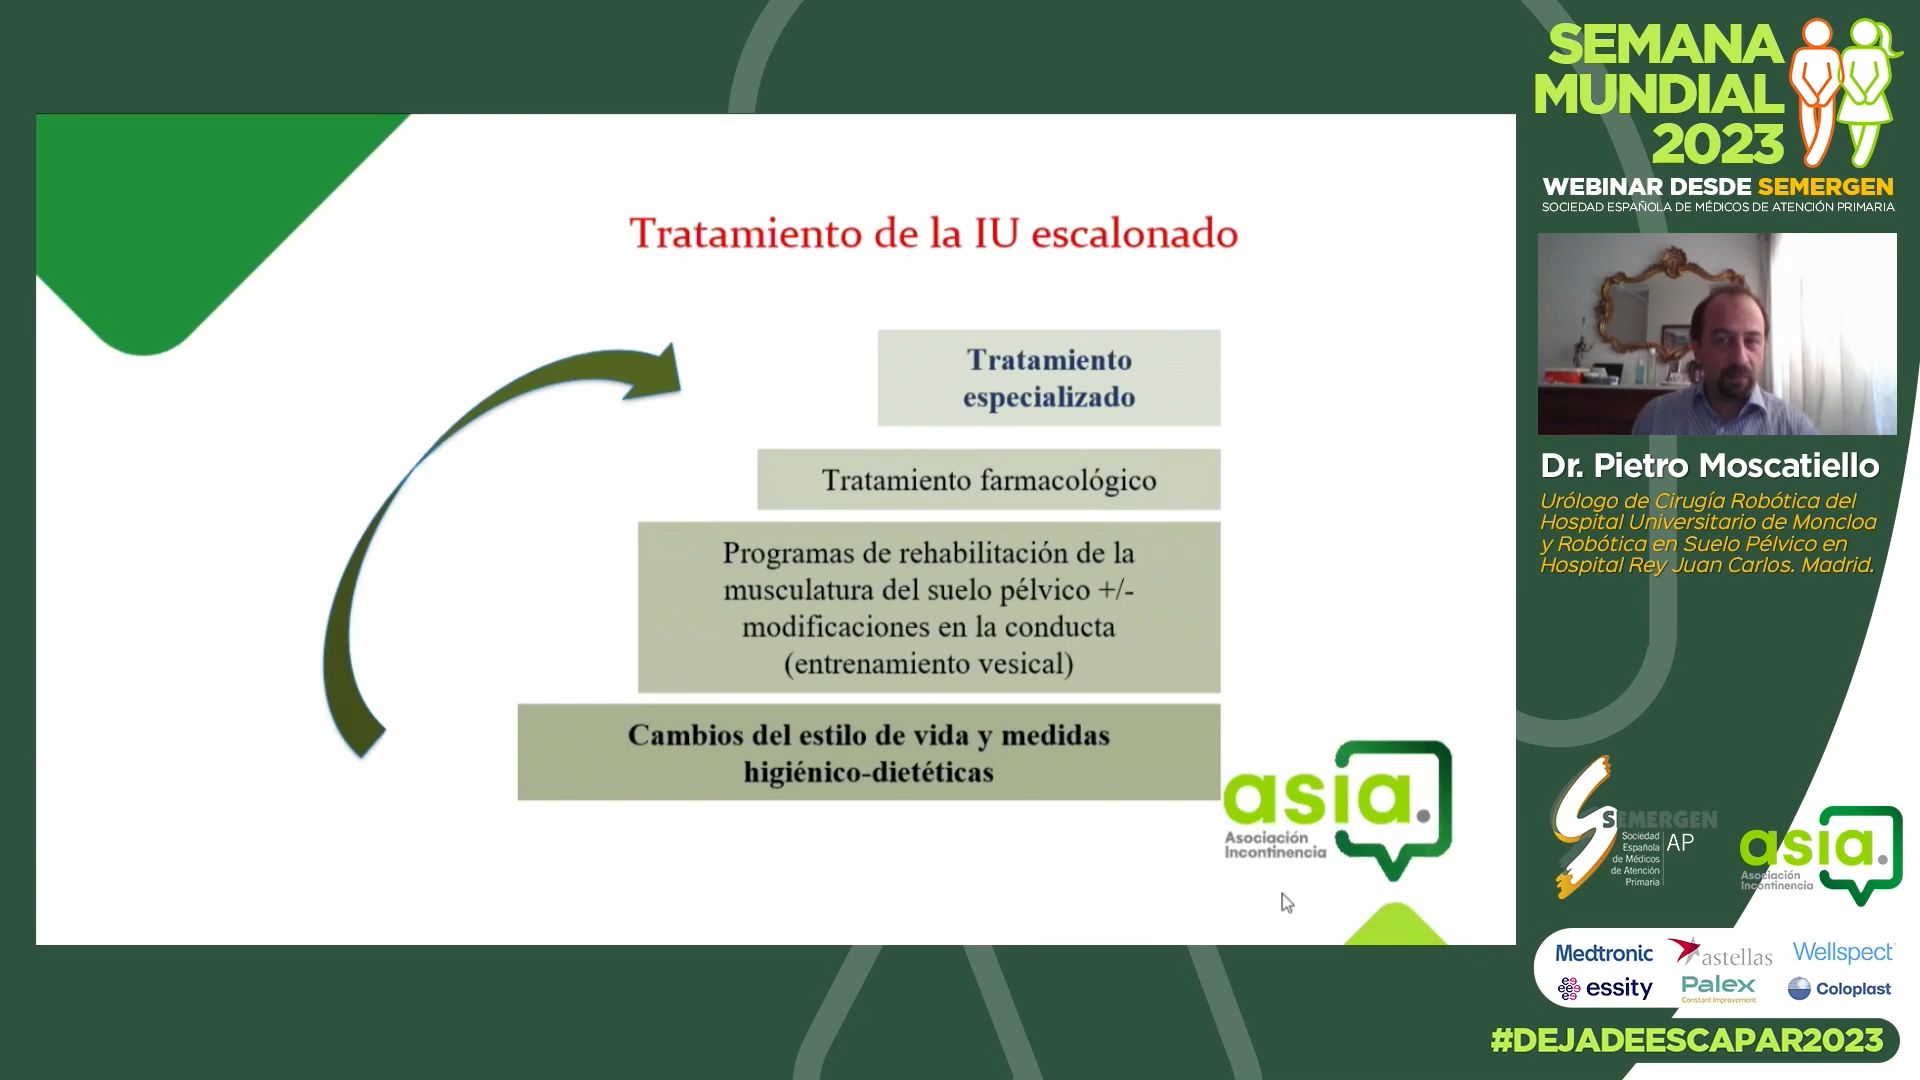 Tratamiento de la IU escalonado
Tratamiento
especializado
Tratamiento farmacológico
Programas de rehabilitación de la
musculatura del suelo pélvico +/-
modificaciones en la conducta
(entrenamiento vesical)
Cambios del estilo de vida y medidas
higiénico-dietéticas
asia.
Asociación
Incontinencia
SEMANA
MUNDIAL
2023
WEBINAR DESDE SEMERGEN
SOCIEDAD ESPAÑOLA DE MÉDICOS DE ATENCIÓN PRIMARIA
Dr. Pietro Moscatiello
Urólogo de Cirugía Robótica del
Hospital Universitario de Moncloa
y Robótica en Suelo Pélvico en
Hospital Rey Juan Carlos. Madrid.
SEMERGEN
Sociedad
Española
de Médicos
de Atención
Primaria
AP
asia.
Asociación
Incontinencia
Medtronic
astellas
Wellspect
essity
Palex
Constant Improvement
Coloplast
#DEJADEESCAPAR2023